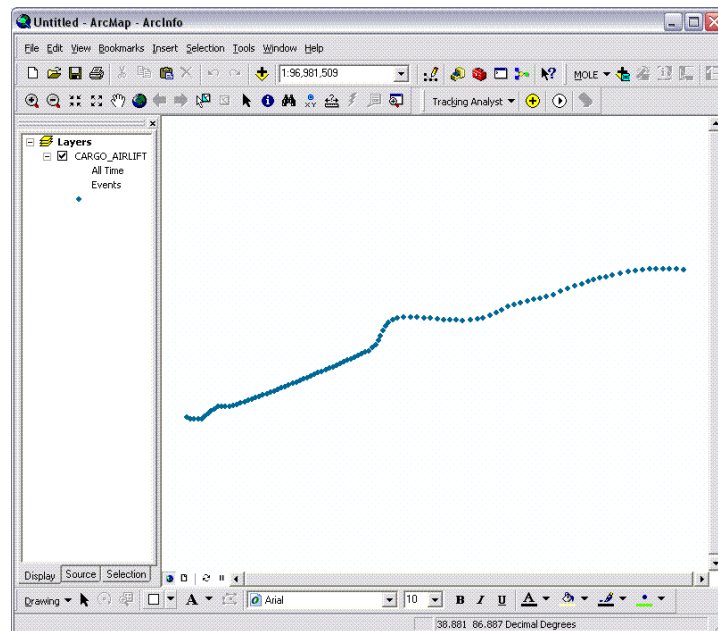 Untitled - ArcMap - ArcInfo
File Edit View Bookmarks Insert Selection Tools Window Help
1:96,981,509
MOLE
Tracking Analyst
Layers
CARGO_AIRLIFT
All Time
Events
Display Source Selection
Drawing A Arial 10 B I U A
38.881 86.887 Decimal Degrees